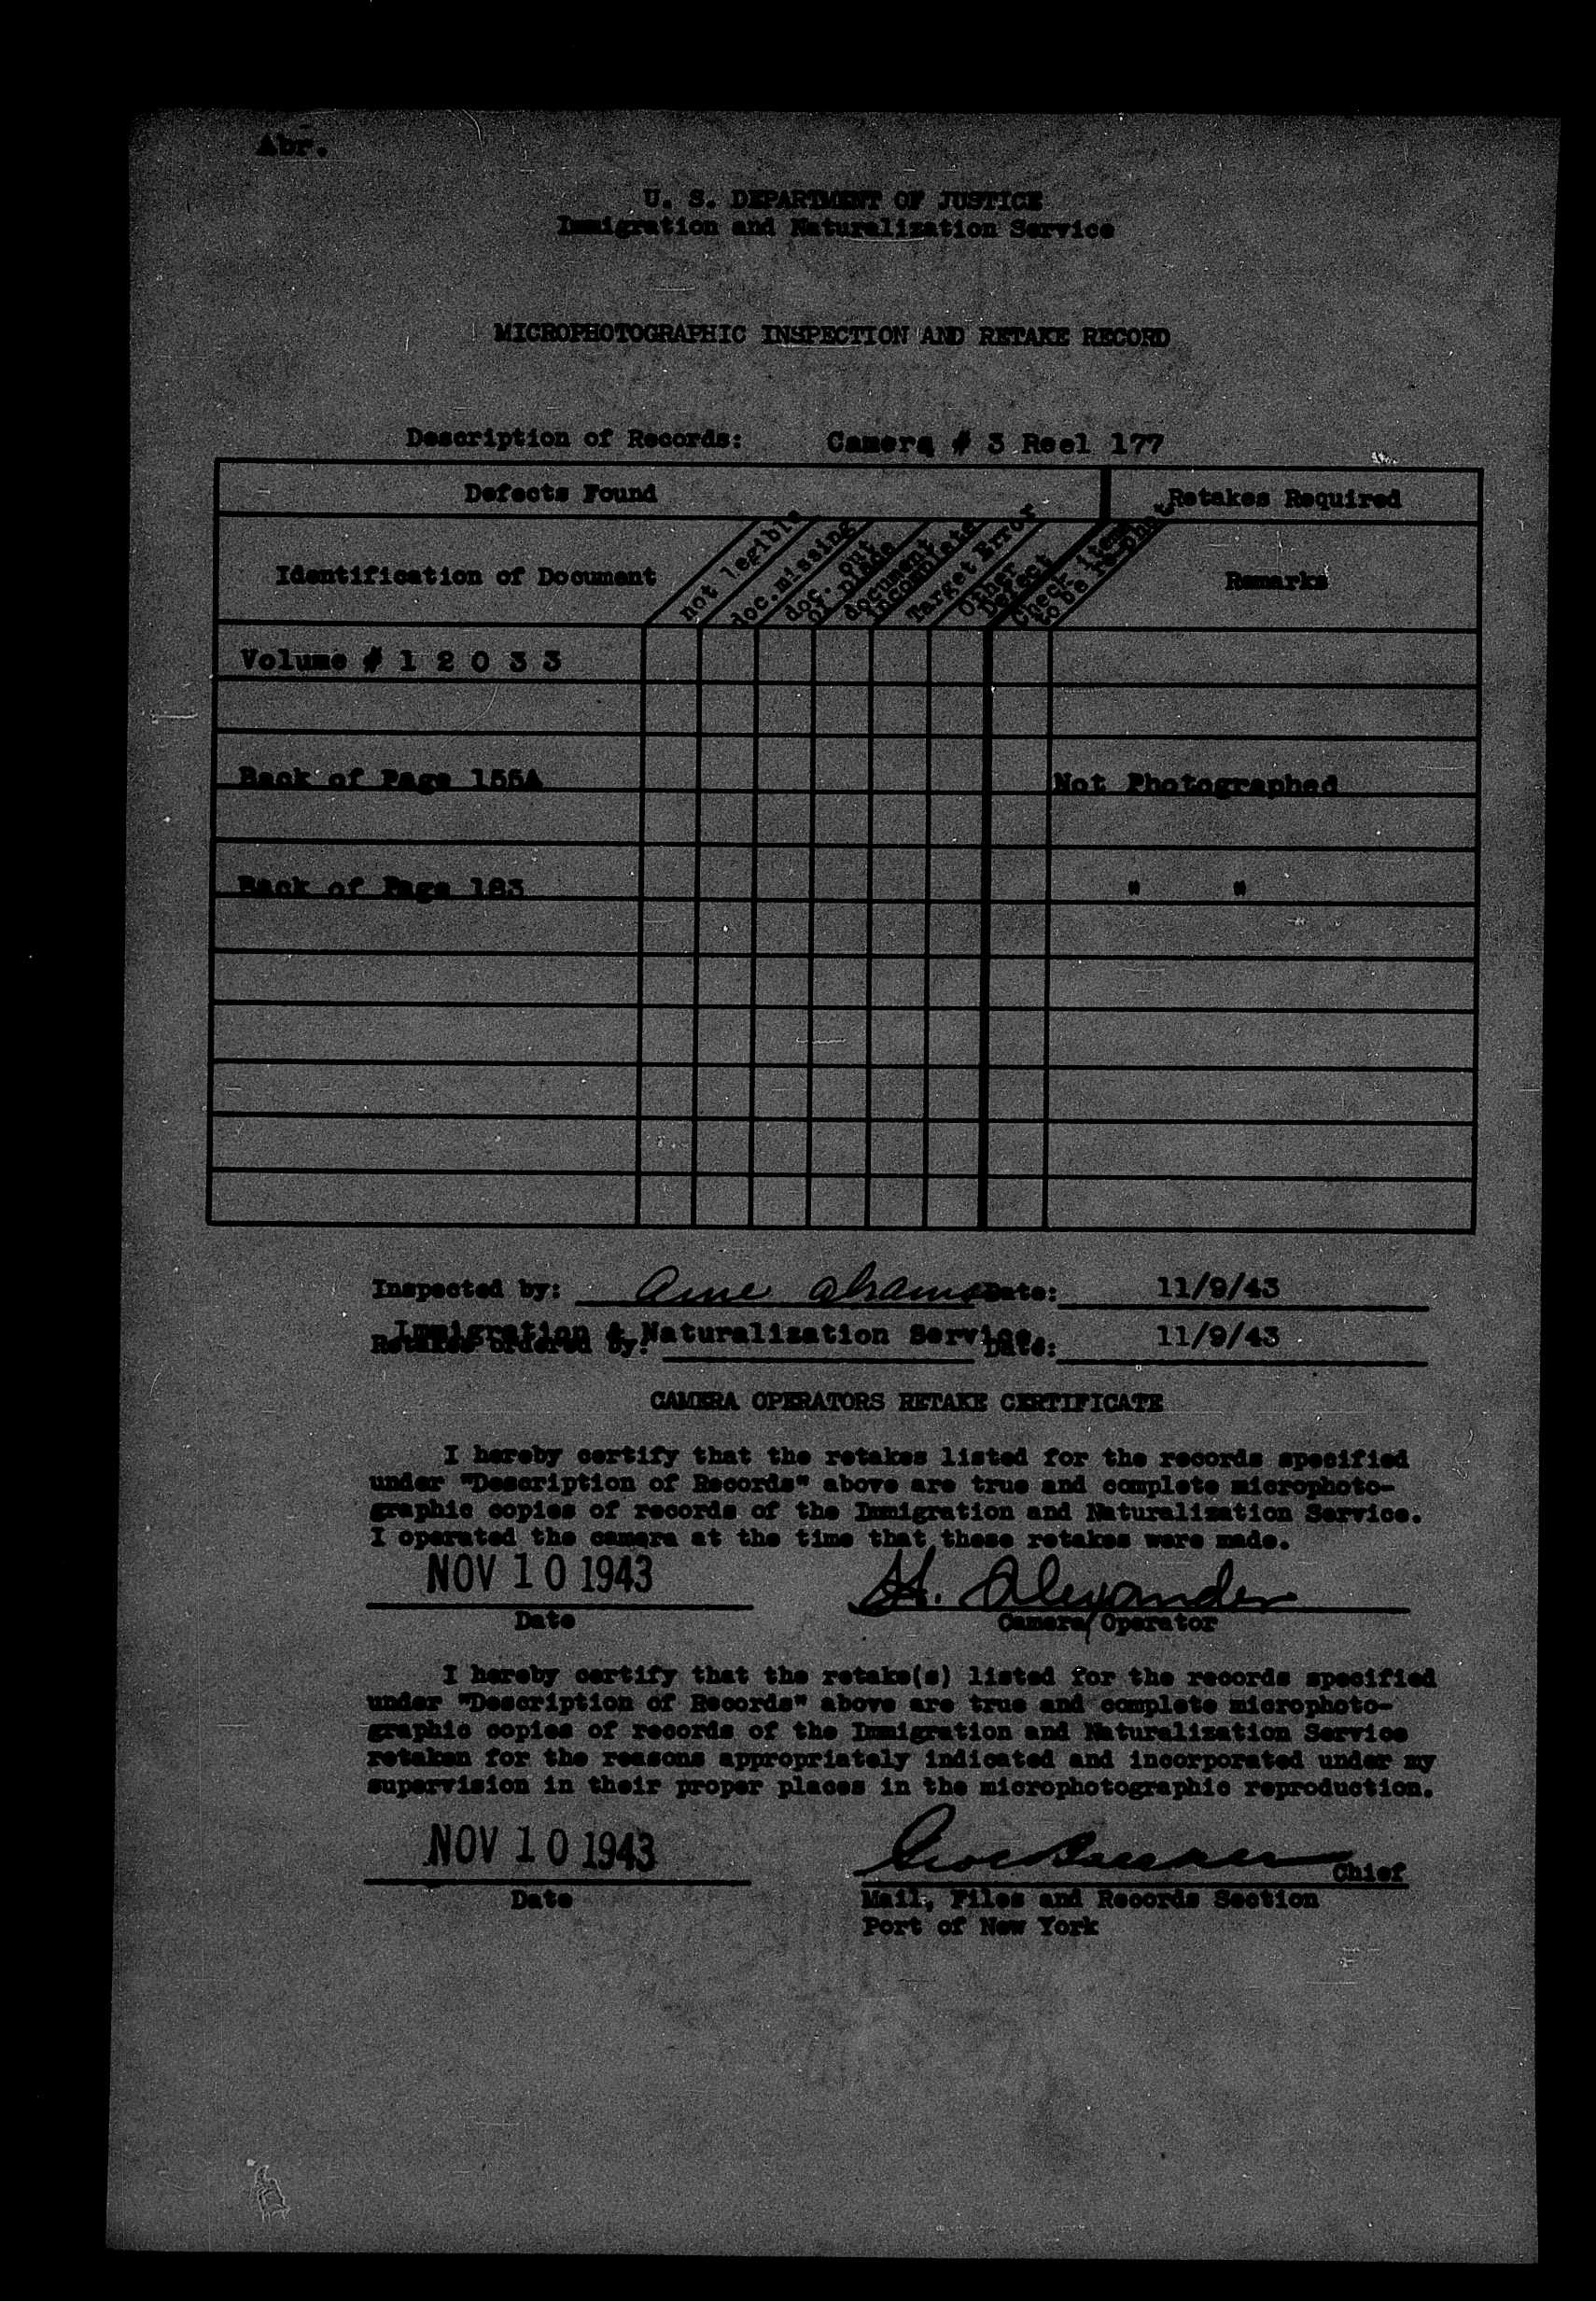 Abr.
U. S. DEPARTMENT OF JUSTICE
Immigration and Naturalization Service
MICROPHOTOGRAPHIC INSPECTION AND RETAKE RECORD
Description of Records: Camera # 3 Reel 177
Defects Found
Retakes Required
Identification of Document
not legible
doc. missing
doc. out
of place
document
incomplete
Target Error
Other
Defect
Check item
to be rephot
Remarks
Volume # 1 2 0 3 3
Back of Page 155A
Not Photographed
Back of Page 183
" "
Inspected by: Anne Abrams Date: 11/9/43
Immigration & Naturalization Service
Retakes ordered by: Date: 11/9/43
CAMERA OPERATORS RETAKE CERTIFICATE
I hereby certify that the retakes listed for the records specified
under "Description of Records" above are true and complete microphoto-
graphic copies of records of the Immigration and Naturalization Service.
I operated the camera at the time that these retakes were made.
NOV 10 1943
H. Alexander
Date
Camera Operator
I hereby certify that the retake(s) listed for the records specified
under "Description of Records" above are true and complete microphoto-
graphic copies of records of the Immigration and Naturalization Service
retaken for the reasons appropriately indicated and incorporated under my
supervision in their proper places in the microphotographic reproduction.
NOV 10 1943
Chief
Date
Mail, Files and Records Section
Port of New York